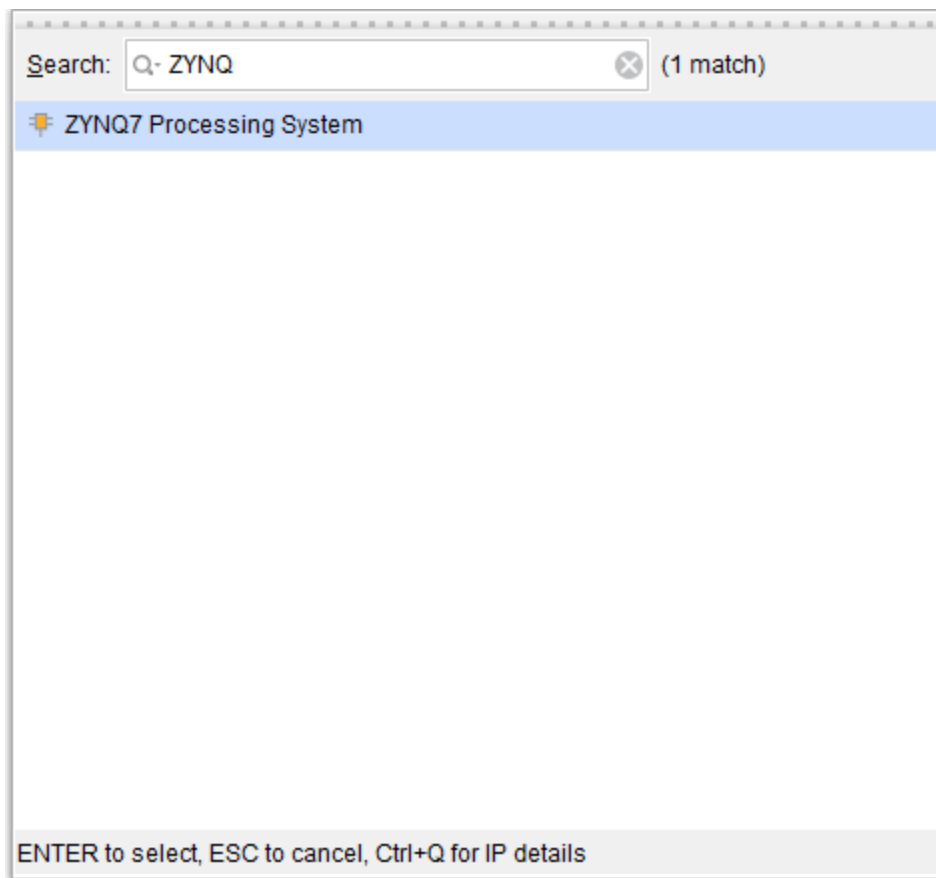 Search: ZYNQ (1 match)
ZYNQ7 Processing System
ENTER to select, ESC to cancel, Ctrl+Q for IP details